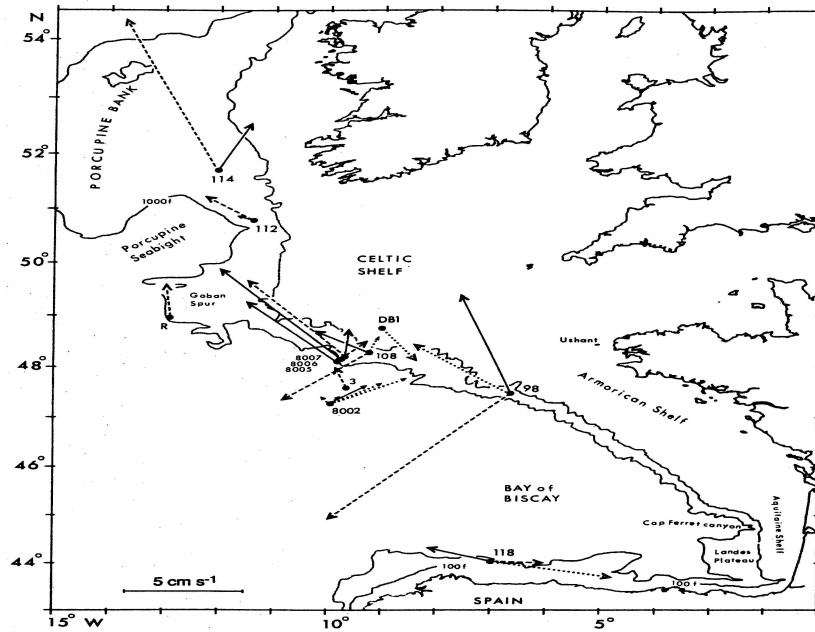 N
54°
PORCUPINE BANK
52°
114
1000f
112
Porcupine
Seabight
50°
CELTIC
SHELF
Goban
Spur
R
DB1
Ushant
8007
8006
8005
108
48°
3
98
8002
Armorican Shelf
46°
BAY of
BISCAY
Aquitaine Shelf
Cap Ferret canyon
118
Landes
Plateau
44°
100f
100f
5 cm s⁻¹
SPAIN
15° W
10°
5°